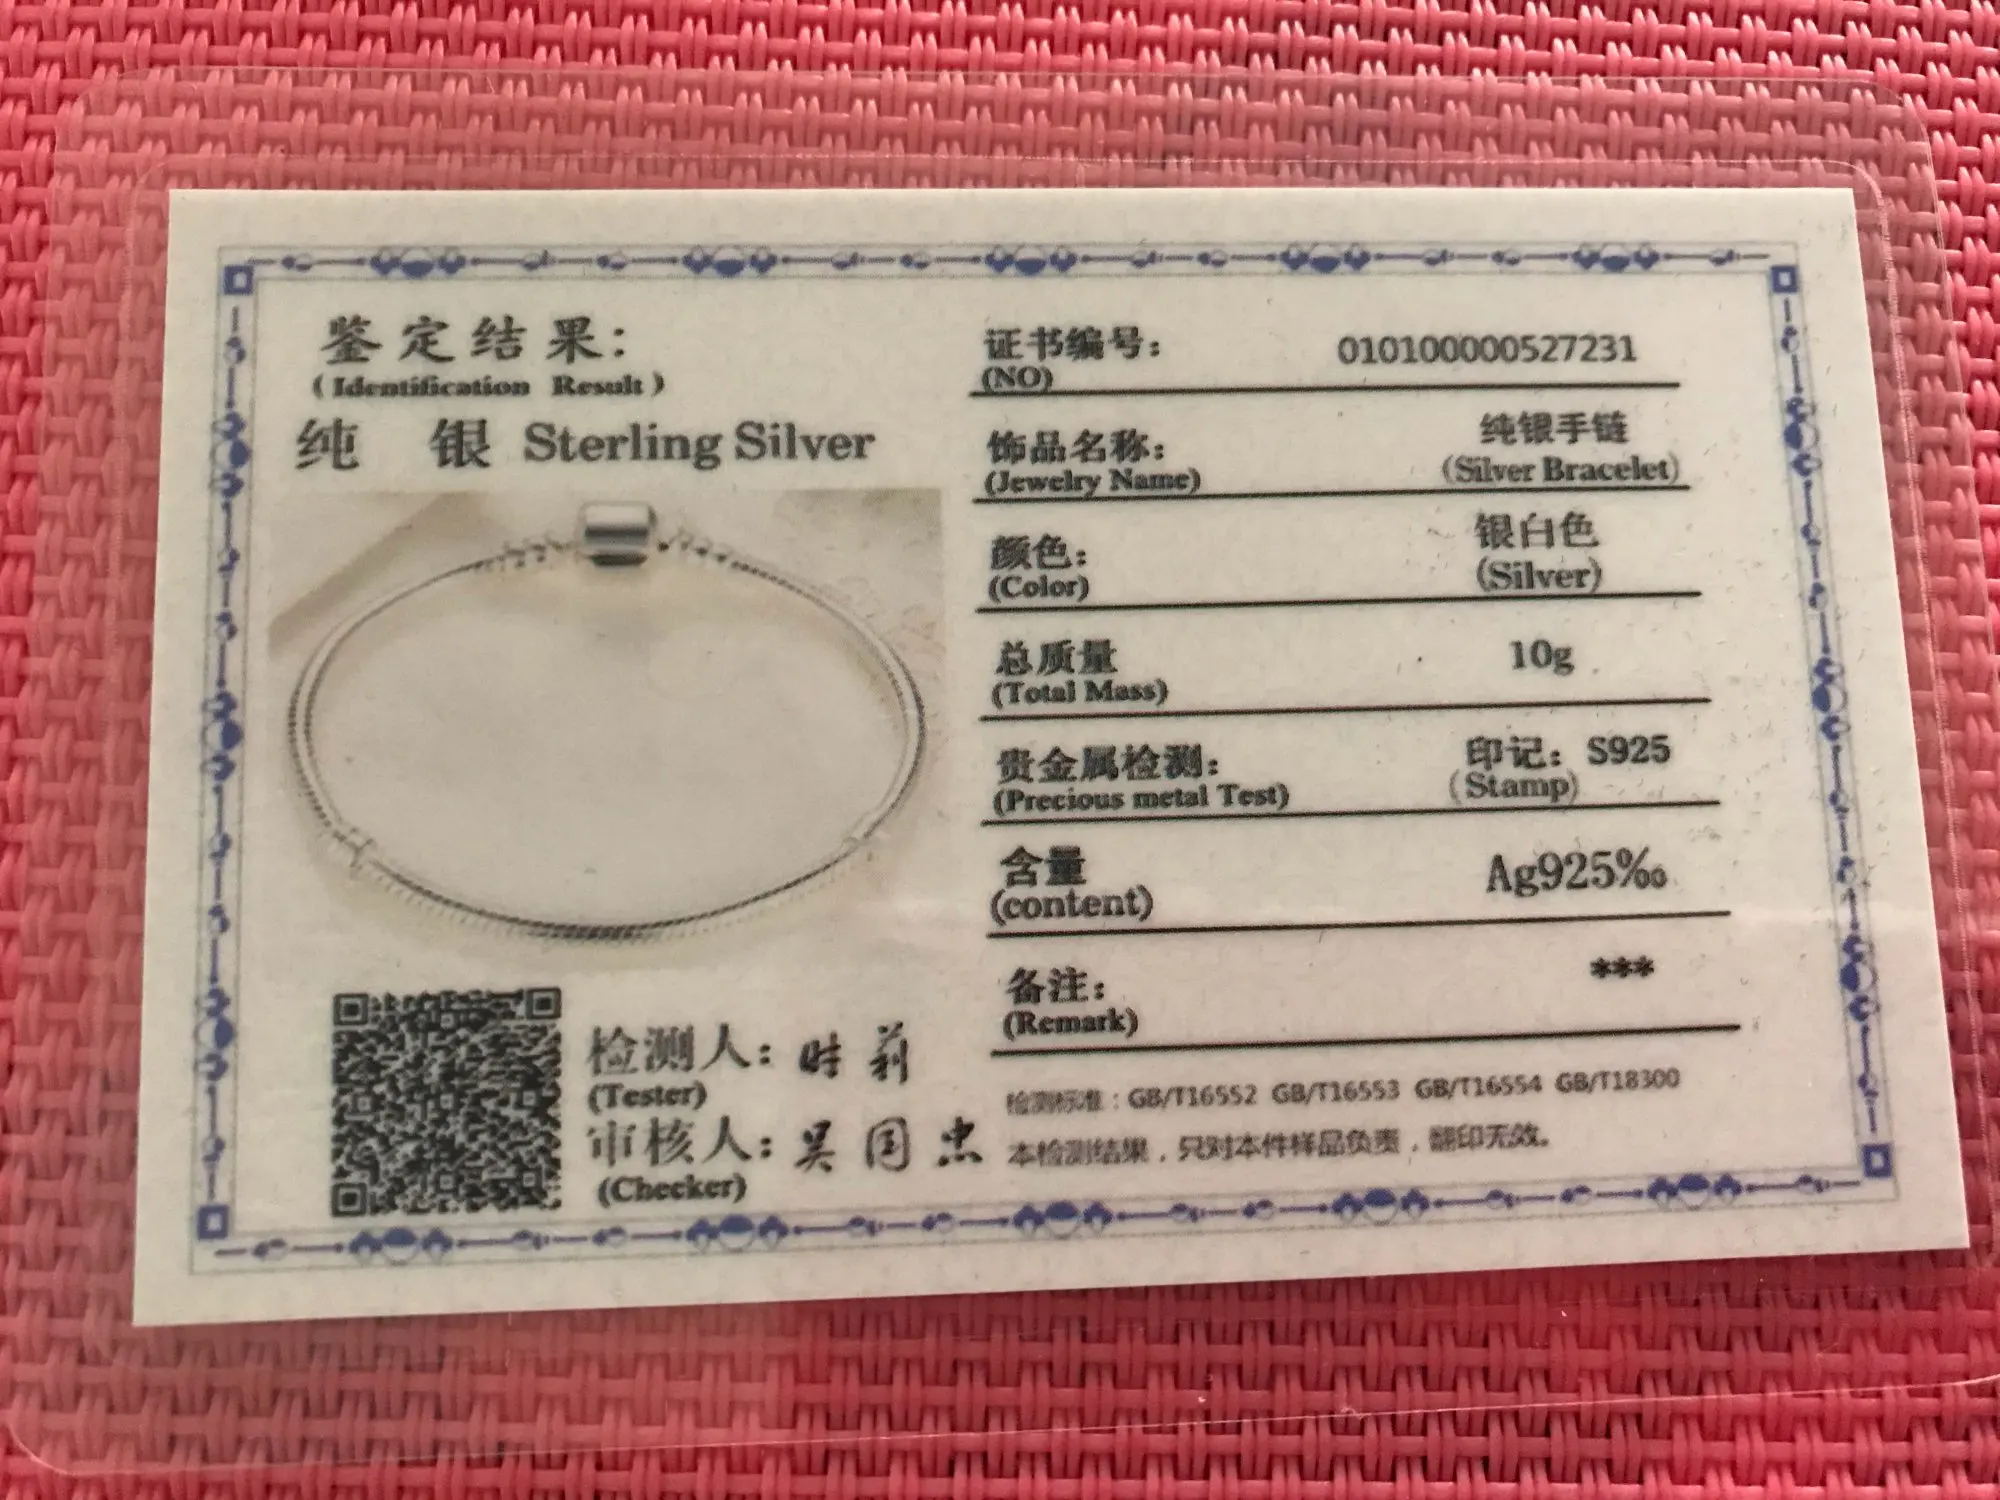 鉴定结果:
(Identification Result)
纯 银 Sterling Silver
检测人: 时莉
(Tester)
审核人: 吴国忠
(Checker)
证书编号: 010100000527231
(NO)
饰品名称: 纯银手链
(Jewelry Name) (Silver Bracelet)
颜色: 银白色
(Color) (Silver)
总质量 10g
(Total Mass)
贵金属检测: 印记: S925
(Precious metal Test) (Stamp)
含量 Ag925‰
(content)
备注: ***
(Remark)
检测标准:GB/T16552 GB/T16553 GB/T16554 GB/T18300
本检测结果，只对本件样品负责，翻印无效。